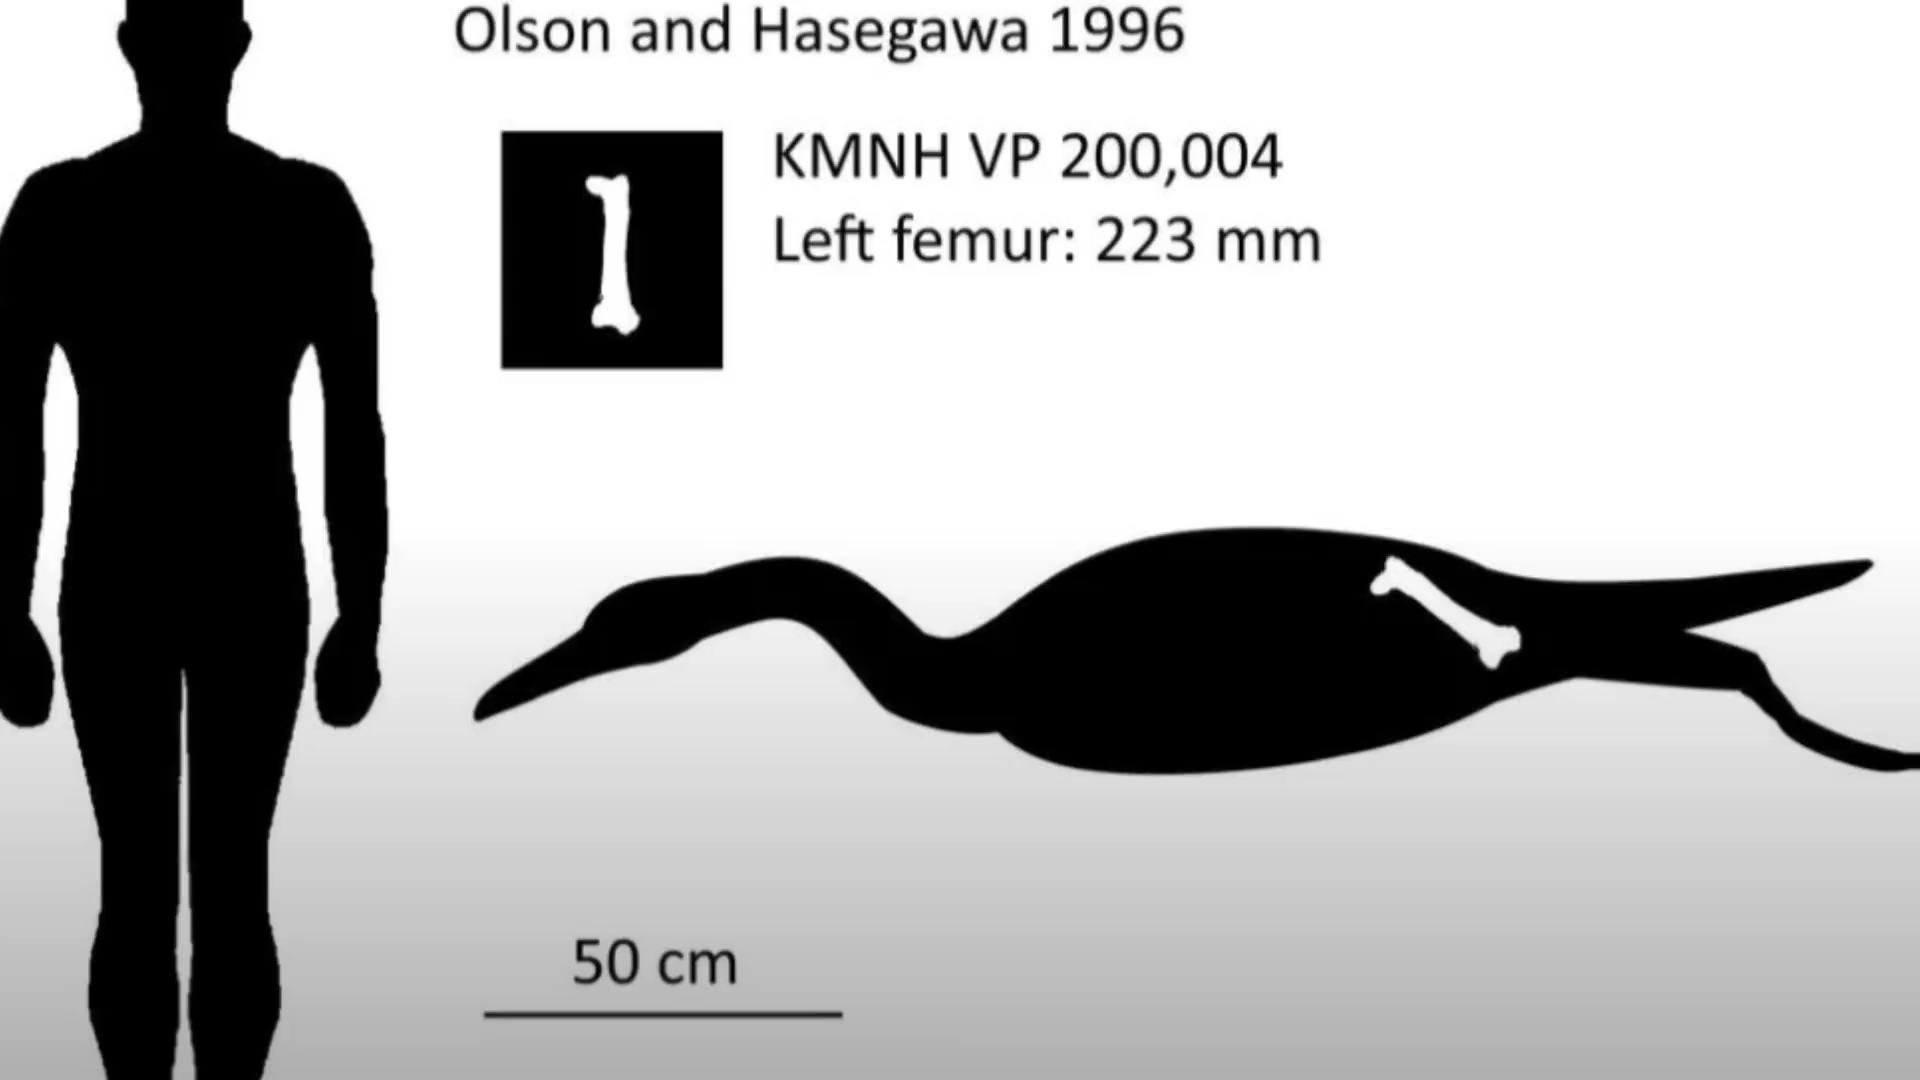 Olson and Hasegawa 1996
KMNH VP 200,004
Left femur: 223 mm
50 cm